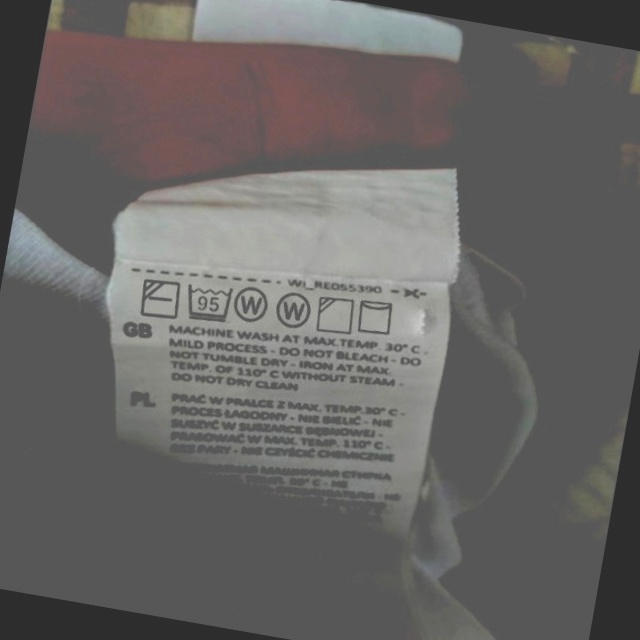 WI_RE055390
95 W W
GB MACHINE WASH AT MAX.TEMP. 30° C -
MILD PROCESS - DO NOT BLEACH - DO
NOT TUMBLE DRY - IRON AT MAX.
TEMP. OF 110° C WITHOUT STEAM -
DO NOT DRY CLEAN
PL PRAĆ W PRALCE Z MAX. TEMP.30° C -
PROCES ŁAGODNY - NIE BIELIĆ - NIE
SUSZYĆ W SUSZARCE BĘBNOWEJ -
PRASOWAĆ W MAX. TEMP. 110° C -
BEZ PARY - NIE CZYŚCIĆ CHEMICZNIE